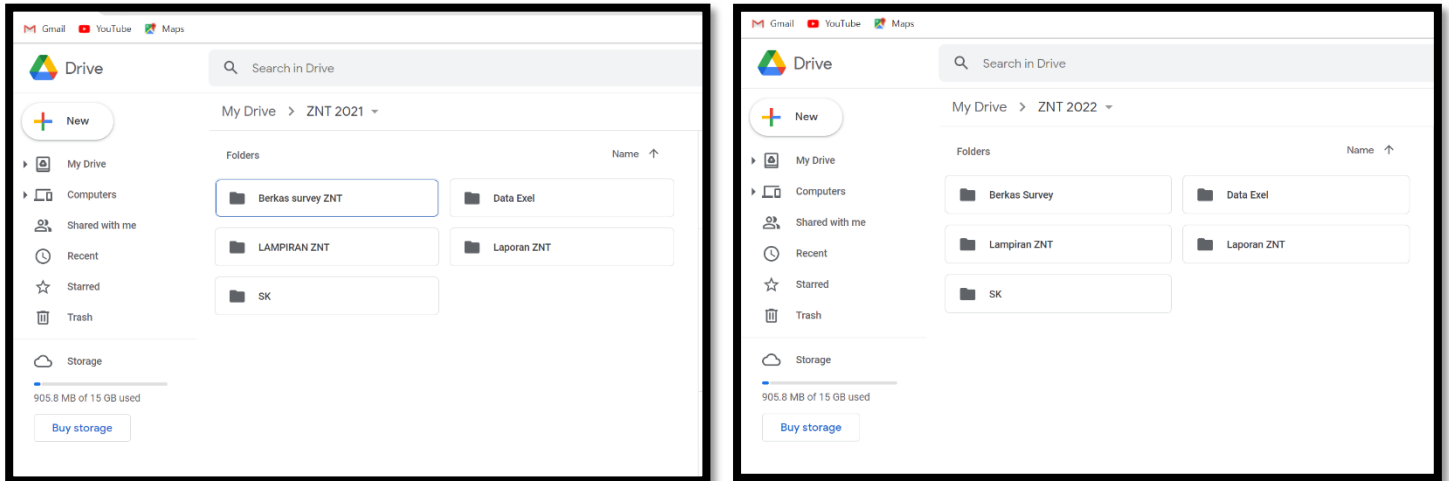 Gmail YouTube Maps
Drive
Search in Drive
New
My Drive > ZNT 2021
My Drive
Computers
Shared with me
Recent
Starred
Trash
Storage
905.8 MB of 15 GB used
Buy storage
Folders Name
Berkas survey ZNT Data Exel
LAMPIRAN ZNT Laporan ZNT
SK
Gmail YouTube Maps
Drive
Search in Drive
New
My Drive > ZNT 2022
My Drive
Computers
Shared with me
Recent
Starred
Trash
Storage
905.8 MB of 15 GB used
Buy storage
Folders Name
Berkas Survey Data Exel
Lampiran ZNT Laporan ZNT
SK